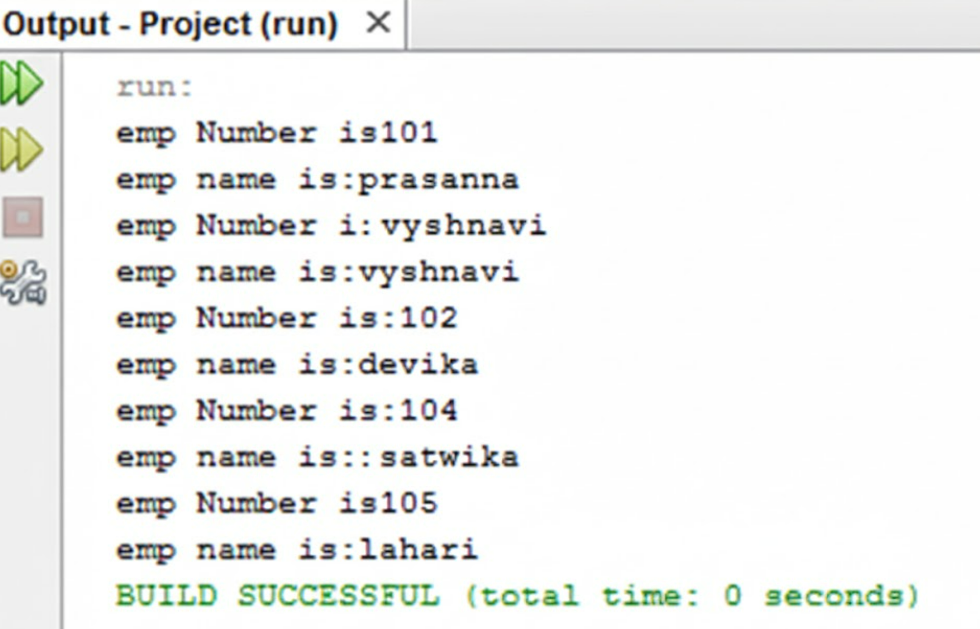 Output - Project (run) ×
run:
emp Number is101
emp name is:prasanna
emp Number i:vyshnavi
emp name is:vyshnavi
emp Number is:102
emp name is:devika
emp Number is:104
emp name is::satwika
emp Number is105
emp name is:lahari
BUILD SUCCESSFUL (total time: 0 seconds)